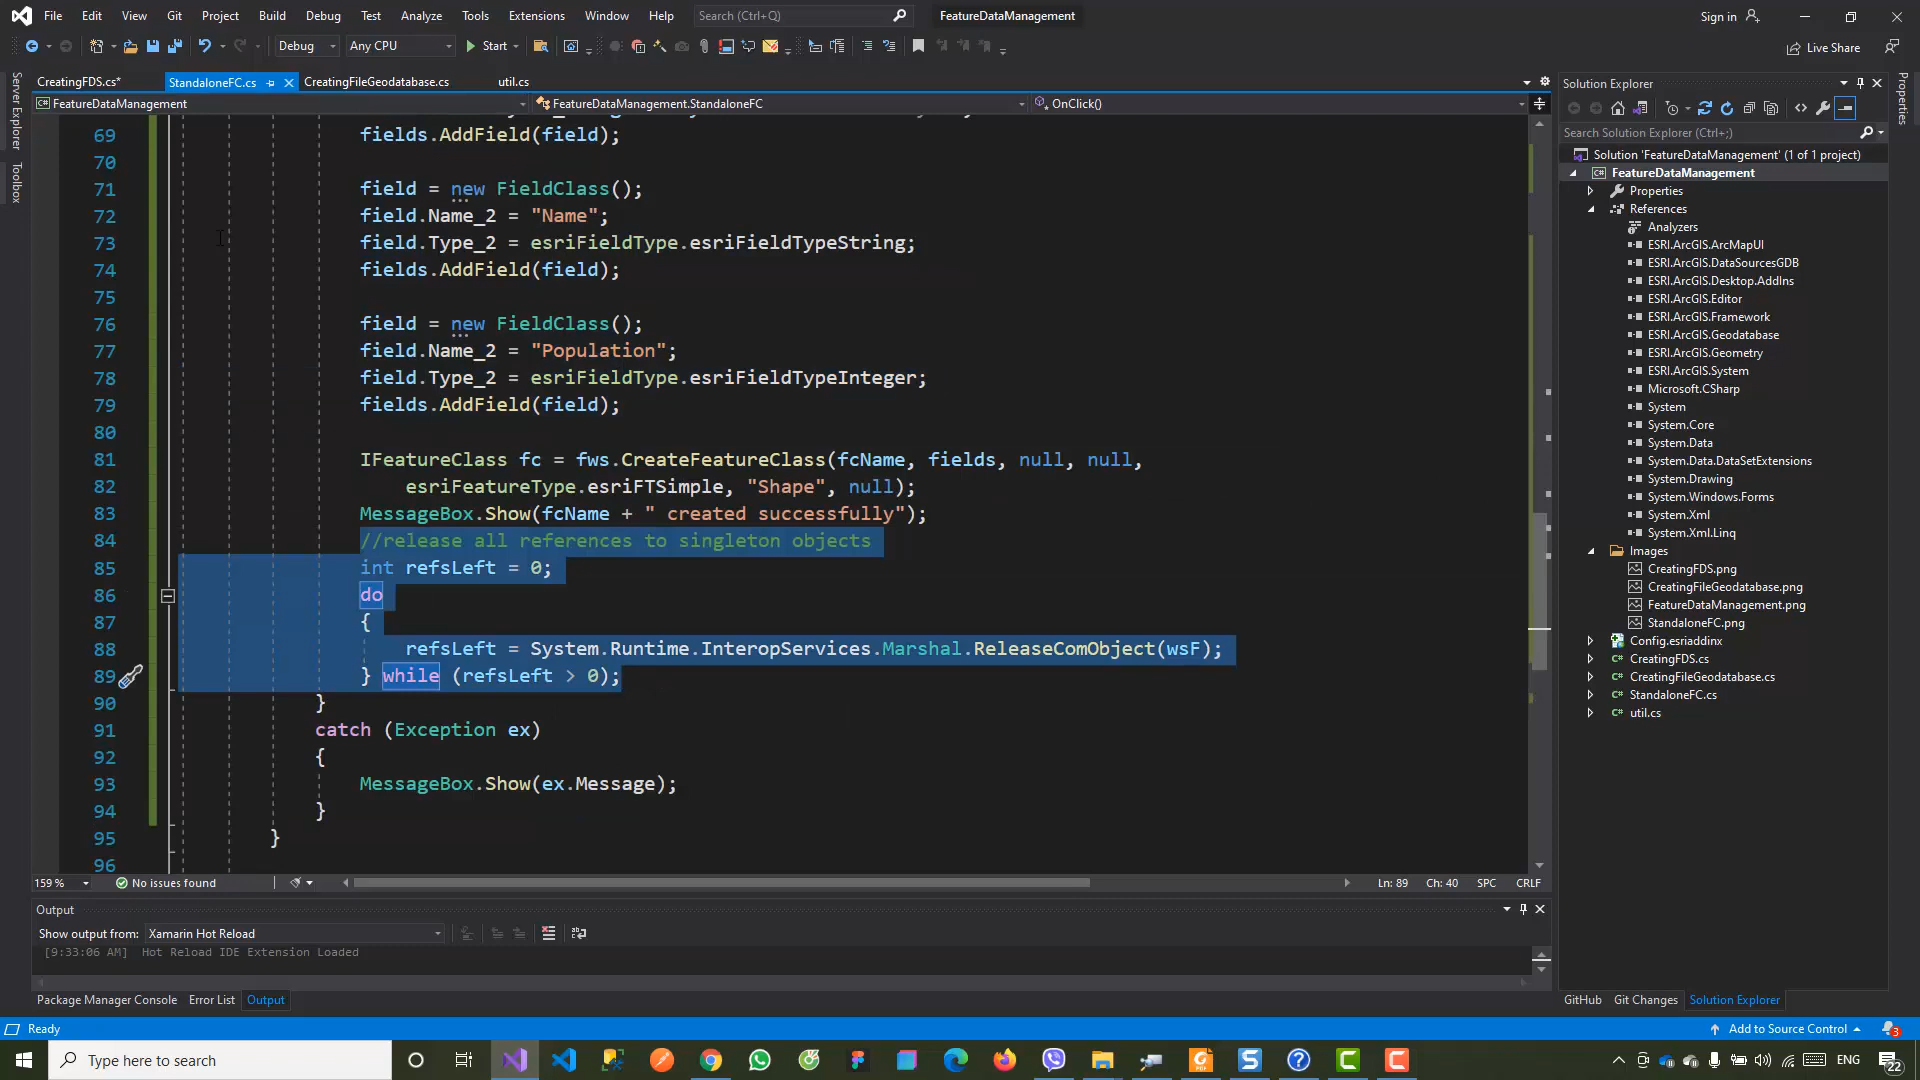 File Edit View Git Project Build Debug Test Analyze Tools Extensions Window Help Search (Ctrl+Q) FeatureDataManagement Sign in
Debug Any CPU Start Live Share
CreatingFDS.cs* StandaloneFC.cs CreatingFileGeodatabase.cs util.cs
FeatureDataManagement FeatureDataManagement.StandaloneFC OnClick()
Server Explorer
Toolbox
69 fields.AddField(field);
70
71 field = new FieldClass();
72 field.Name_2 = "Name";
73 field.Type_2 = esriFieldType.esriFieldTypeString;
74 fields.AddField(field);
75
76 field = new FieldClass();
77 field.Name_2 = "Population";
78 field.Type_2 = esriFieldType.esriFieldTypeInteger;
79 fields.AddField(field);
80
81 IFeatureClass fc = fws.CreateFeatureClass(fcName, fields, null, null,
82 esriFeatureType.esriFTSimple, "Shape", null);
83 MessageBox.Show(fcName + " created successfully");
84 //release all references to singleton objects
85 int refsLeft = 0;
86 do
87 {
88 refsLeft = System.Runtime.InteropServices.Marshal.ReleaseComObject(wsF);
89 } while (refsLeft > 0);
90 }
91 catch (Exception ex)
92 {
93 MessageBox.Show(ex.Message);
94 }
95 }
96
159 % No issues found Ln: 89 Ch: 40 SPC CRLF
Output
Show output from: Xamarin Hot Reload
[9:33:06 AM] Hot Reload IDE Extension Loaded
Package Manager Console Error List Output
Solution Explorer
Search Solution Explorer (Ctrl+;)
Solution 'FeatureDataManagement' (1 of 1 project)
FeatureDataManagement
Properties
References
Analyzers
ESRI.ArcGIS.ArcMapUI
ESRI.ArcGIS.DataSourcesGDB
ESRI.ArcGIS.Desktop.AddIns
ESRI.ArcGIS.Editor
ESRI.ArcGIS.Framework
ESRI.ArcGIS.Geodatabase
ESRI.ArcGIS.Geometry
ESRI.ArcGIS.System
Microsoft.CSharp
System
System.Core
System.Data
System.Data.DataSetExtensions
System.Drawing
System.Windows.Forms
System.Xml
System.Xml.Linq
Images
CreatingFDS.png
CreatingFileGeodatabase.png
FeatureDataManagement.png
StandaloneFC.png
Config.esriaddinx
CreatingFDS.cs
CreatingFileGeodatabase.cs
StandaloneFC.cs
util.cs
GitHub Git Changes Solution Explorer
Properties
Ready Add to Source Control 3
Type here to search ENG 22